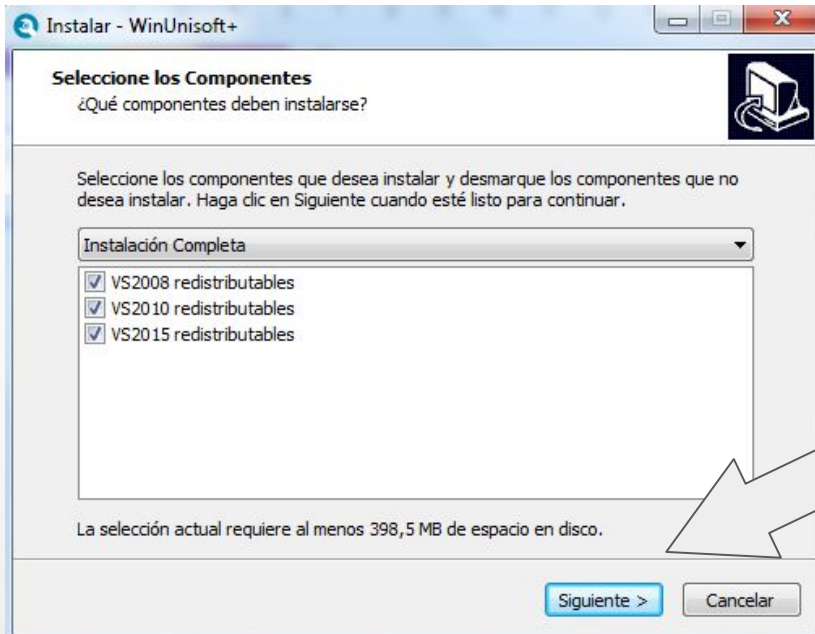 Instalar - WinUnisoft+
Seleccione los Componentes
¿Qué componentes deben instalarse?
Seleccione los componentes que desea instalar y desmarque los componentes que no
desea instalar. Haga clic en Siguiente cuando esté listo para continuar.
Instalación Completa
VS2008 redistributables
VS2010 redistributables
VS2015 redistributables
La selección actual requiere al menos 398,5 MB de espacio en disco.
Siguiente >
Cancelar